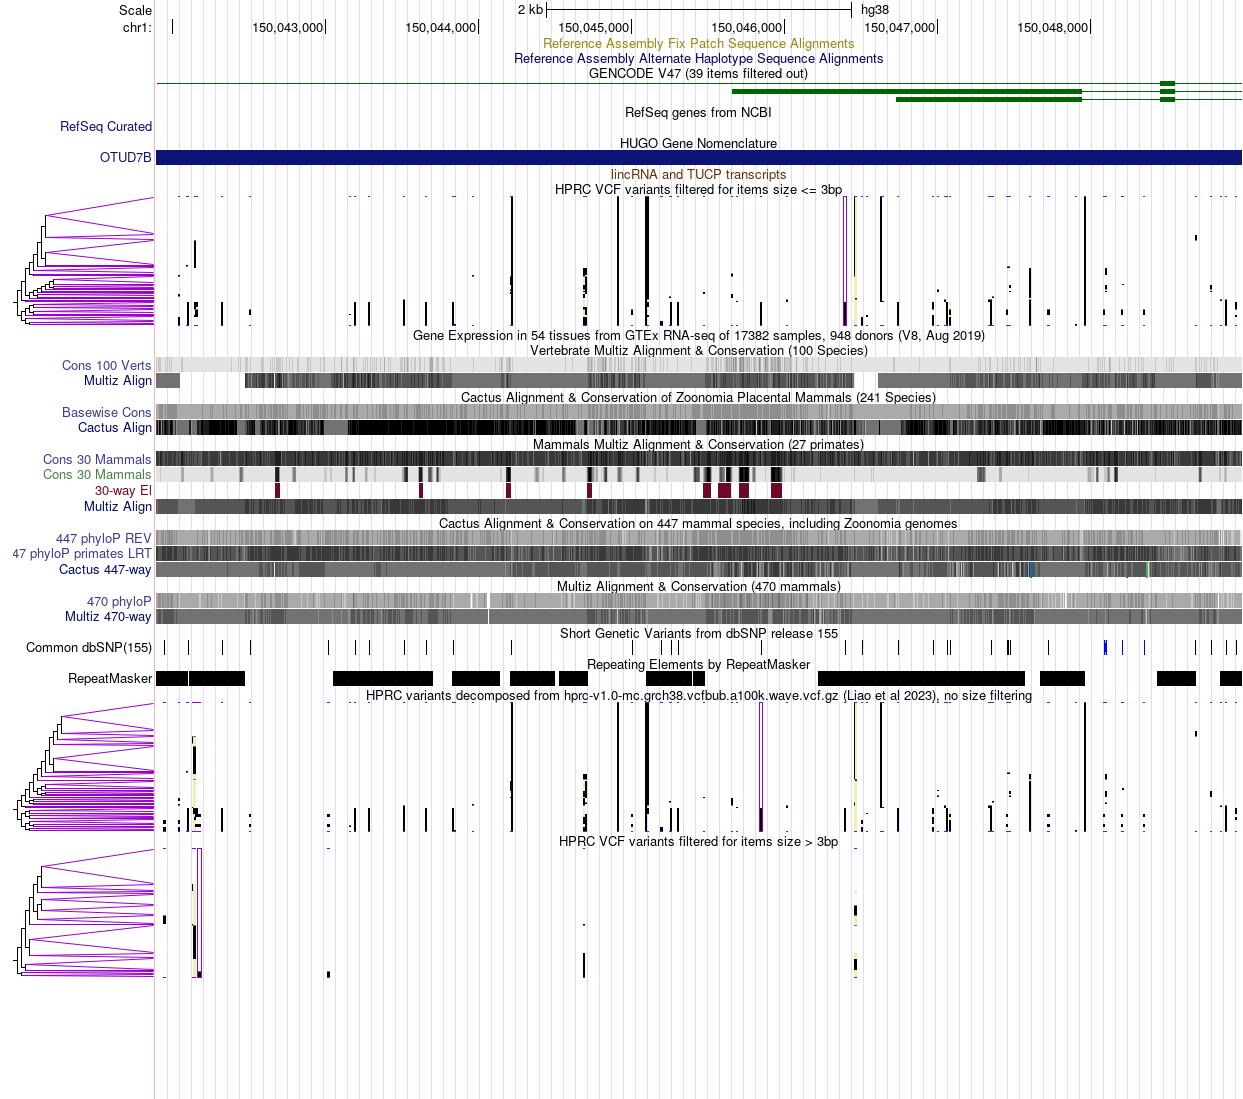 Scale 2 kb hg38
chr1: 150,043,000 150,044,000 150,045,000 150,046,000 150,047,000 150,048,000
Reference Assembly Fix Patch Sequence Alignments
Reference Assembly Alternate Haplotype Sequence Alignments
GENCODE V47 (39 items filtered out)
RefSeq genes from NCBI
RefSeq Curated
HUGO Gene Nomenclature
OTUD7B
lincRNA and TUCP transcripts
HPRC VCF variants filtered for items size <= 3bp
Gene Expression in 54 tissues from GTEx RNA-seq of 17382 samples, 948 donors (V8, Aug 2019)
Vertebrate Multiz Alignment & Conservation (100 Species)
Cons 100 Verts
Multiz Align
Cactus Alignment & Conservation of Zoonomia Placental Mammals (241 Species)
Basewise Cons
Cactus Align
Mammals Multiz Alignment & Conservation (27 primates)
Cons 30 Mammals
Cons 30 Mammals
30-way El
Multiz Align
Cactus Alignment & Conservation on 447 mammal species, including Zoonomia genomes
447 phyloP REV
47 phyloP primates LRT
Cactus 447-way
Multiz Alignment & Conservation (470 mammals)
470 phyloP
Multiz 470-way
Short Genetic Variants from dbSNP release 155
Common dbSNP(155)
Repeating Elements by RepeatMasker
RepeatMasker
HPRC variants decomposed from hprc-v1.0-mc.grch38.vcfbub.a100k.wave.vcf.gz (Liao et al 2023), no size filtering
HPRC VCF variants filtered for items size > 3bp